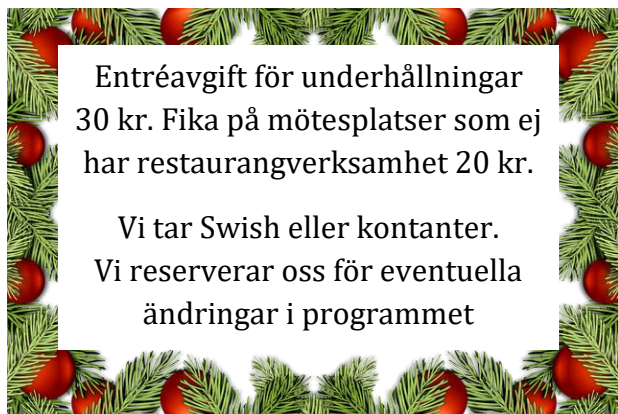 Entréavgift för underhållningar
30 kr. Fika på mötesplatser som ej
har restaurangverksamhet 20 kr.
Vi tar Swish eller kontanter.
Vi reserverar oss för eventuella
ändringar i programmet